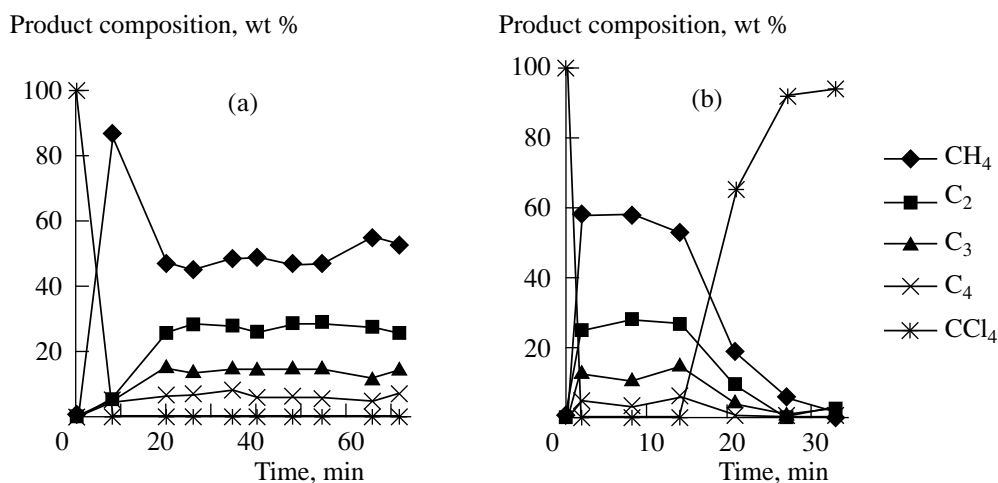 Product composition, wt %
100
80
60
40
20
0
20
40
60
(a)
Time, min
Product composition, wt %
100
80
60
40
20
0
10
20
30
(b)
Time, min
CH4
C2
C3
C4
CCl4